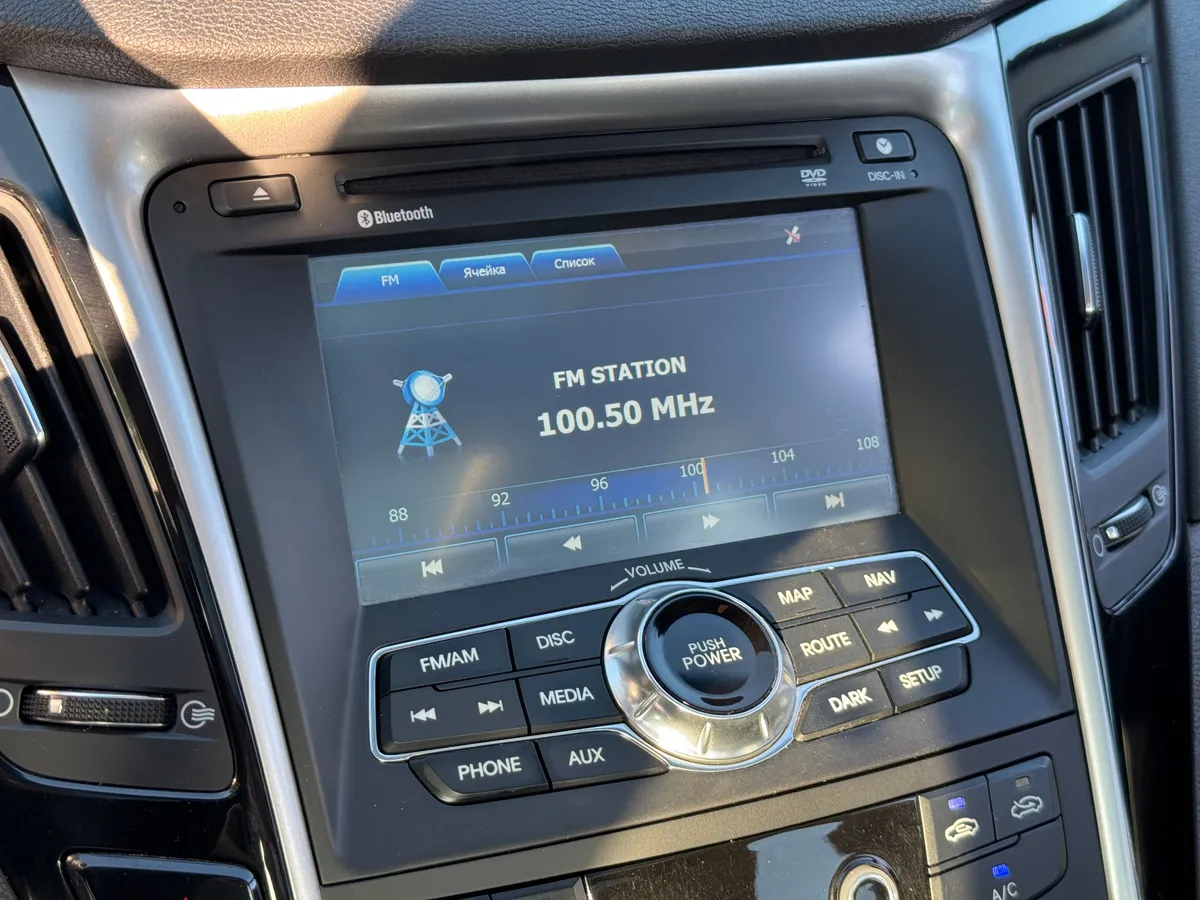 DVD
VIDEO
DISC-IN
Bluetooth
FM Ячейка Список
FM STATION
100.50 MHz
88 92 96 100 104 108
VOLUME
FM/AM DISC
MEDIA
PHONE AUX
PUSH
POWER
MAP NAV
ROUTE
DARK SETUP
A/C